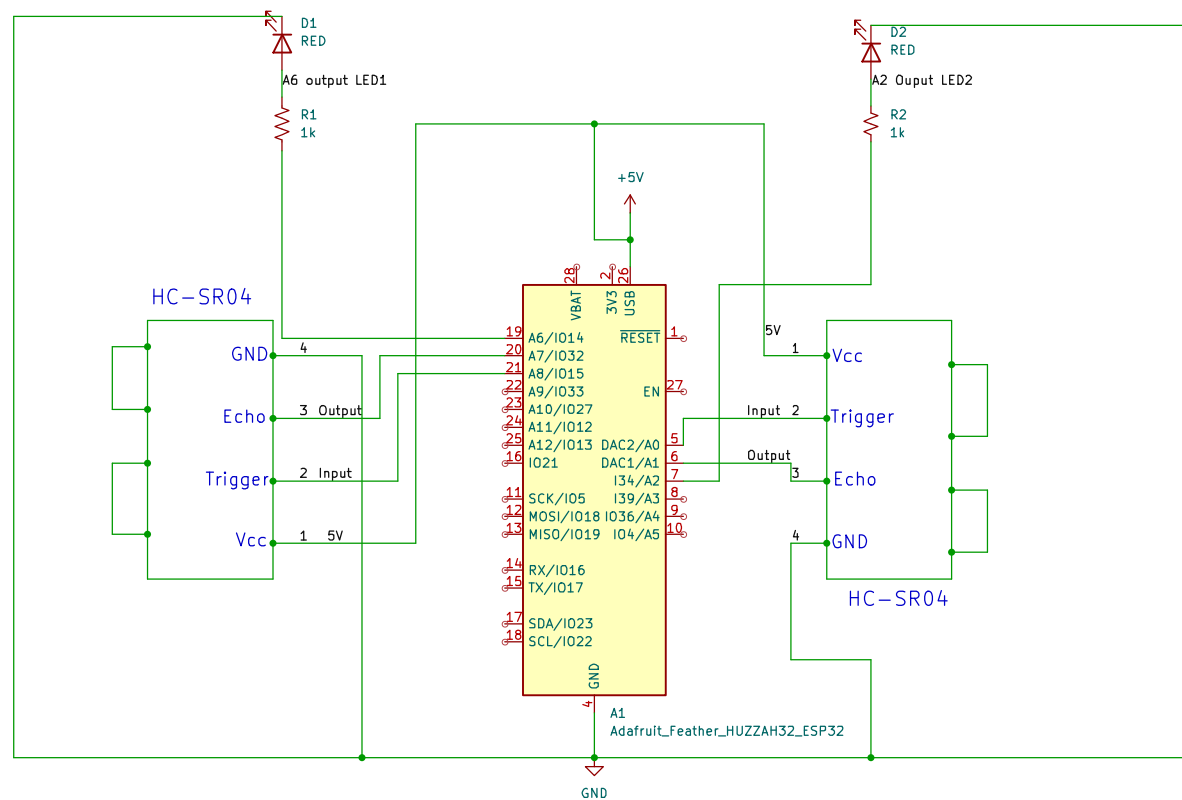 D1
RED
A6 output LED1
R1
1k
D2
RED
A2 Ouput LED2
R2
1k
+5V
HC-SR04
GND 4
Echo 3 Output
Trigger 2 Input
Vcc 1 5V
28 2 26
VBAT 3V3 USB
19 A6/IO14
20 A7/IO32
21 A8/IO15
22 A9/IO33
23 A10/IO27
24 A11/IO12
25 A12/IO13
16 IO21
11 SCK/IO5
12 MOSI/IO18
13 MISO/IO19
14 RX/IO16
15 TX/IO17
17 SDA/IO23
18 SCL/IO22
RESET 1
EN 27
DAC2/A0 5
DAC1/A1 6
I34/A2 7
I39/A3 8
IO36/A4 9
IO4/A5 10
GND
4
A1
Adafruit_Feather_HUZZAH32_ESP32
GND
5V
1 Vcc
Input 2 Trigger
Output
3 Echo
4 GND
HC-SR04